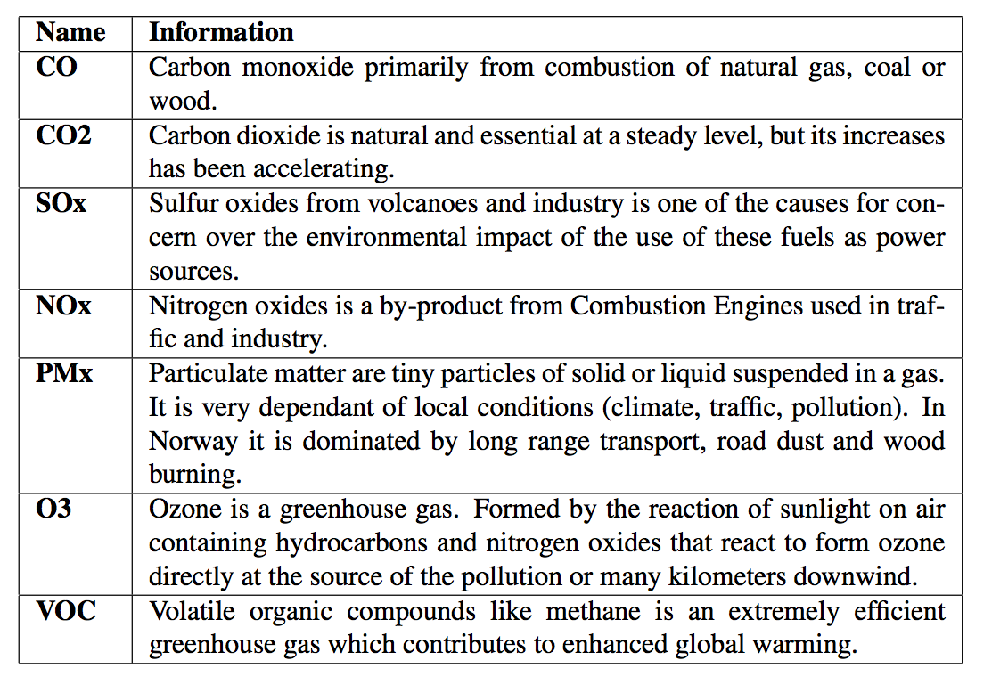 Name Information
CO Carbon monoxide primarily from combustion of natural gas, coal or
wood.
CO2 Carbon dioxide is natural and essential at a steady level, but its increases
has been accelerating.
SOx Sulfur oxides from volcanoes and industry is one of the causes for con-
cern over the environmental impact of the use of these fuels as power
sources.
NOx Nitrogen oxides is a by-product from Combustion Engines used in traf-
fic and industry.
PMx Particulate matter are tiny particles of solid or liquid suspended in a gas.
It is very dependant of local conditions (climate, traffic, pollution). In
Norway it is dominated by long range transport, road dust and wood
burning.
O3 Ozone is a greenhouse gas. Formed by the reaction of sunlight on air
containing hydrocarbons and nitrogen oxides that react to form ozone
directly at the source of the pollution or many kilometers downwind.
VOC Volatile organic compounds like methane is an extremely efficient
greenhouse gas which contributes to enhanced global warming.